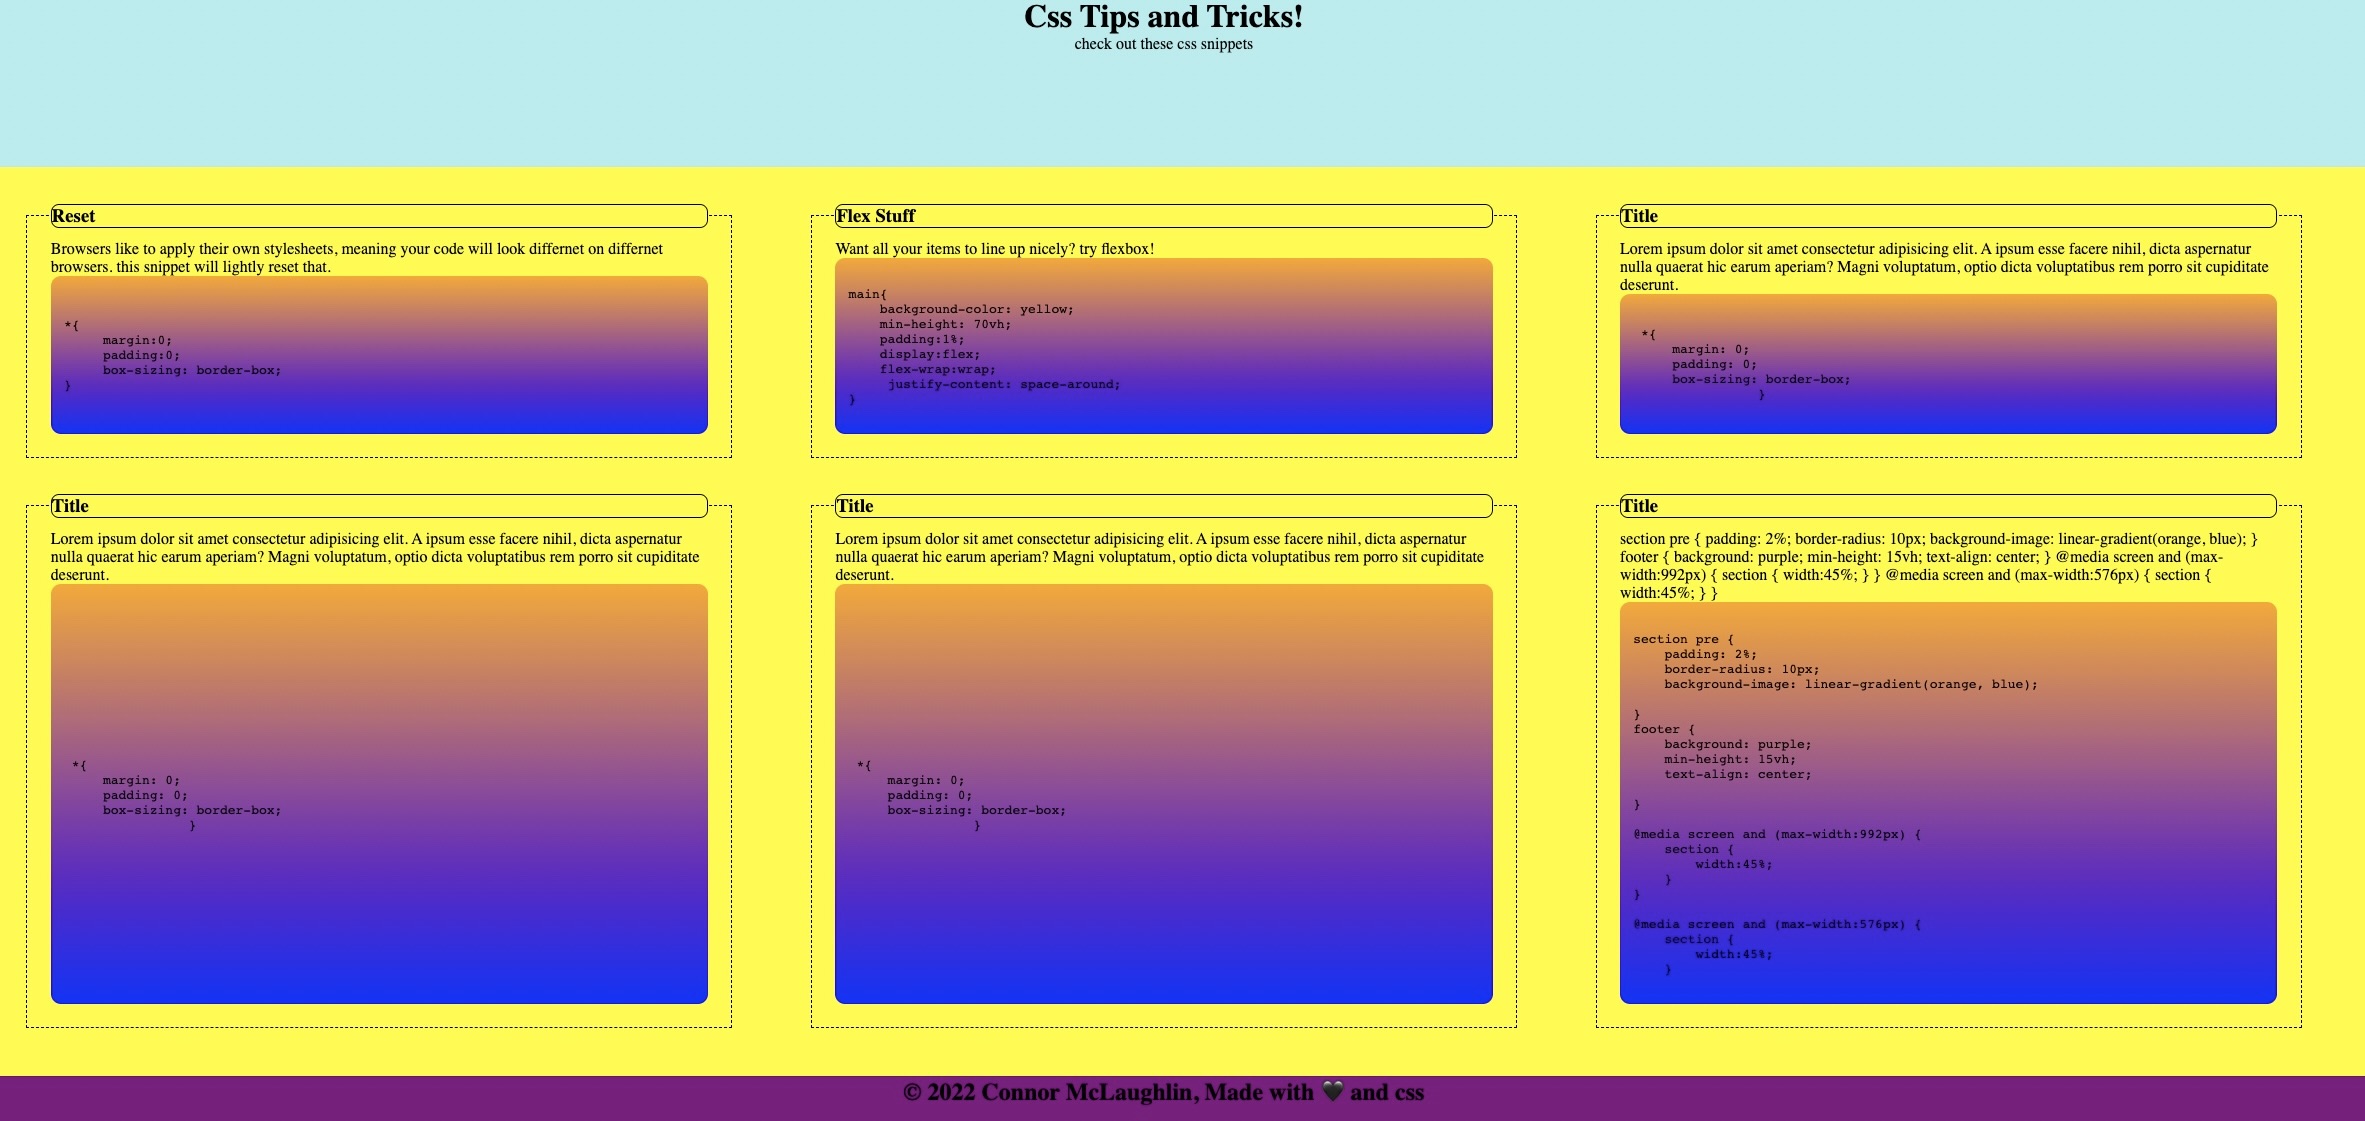 Css Tips and Tricks!
check out these css snippets
Reset
Browsers like to apply their own stylesheets, meaning your code will look differnet on differnet
browsers. this snippet will lightly reset that.
*{
margin:0;
padding:0;
box-sizing: border-box;
}
Flex Stuff
Want all your items to line up nicely? try flexbox!
main{
background-color: yellow;
min-height: 70vh;
padding:1%;
display:flex;
flex-wrap:wrap;
justify-content: space-around;
}
Title
Lorem ipsum dolor sit amet consectetur adipisicing elit. A ipsum esse facere nihil, dicta aspernatur
nulla quaerat hic earum aperiam? Magni voluptatum, optio dicta voluptatibus rem porro sit cupiditate
deserunt.
*{
margin: 0;
padding: 0;
box-sizing: border-box;
}
Title
Lorem ipsum dolor sit amet consectetur adipisicing elit. A ipsum esse facere nihil, dicta aspernatur
nulla quaerat hic earum aperiam? Magni voluptatum, optio dicta voluptatibus rem porro sit cupiditate
deserunt.
*{
margin: 0;
padding: 0;
box-sizing: border-box;
}
Title
Lorem ipsum dolor sit amet consectetur adipisicing elit. A ipsum esse facere nihil, dicta aspernatur
nulla quaerat hic earum aperiam? Magni voluptatum, optio dicta voluptatibus rem porro sit cupiditate
deserunt.
*{
margin: 0;
padding: 0;
box-sizing: border-box;
}
Title
section pre { padding: 2%; border-radius: 10px; background-image: linear-gradient(orange, blue); }
footer { background: purple; min-height: 15vh; text-align: center; } @media screen and (max-
width:992px) { section { width:45%; } } @media screen and (max-width:576px) { section {
width:45%; } }
section pre {
padding: 2%;
border-radius: 10px;
background-image: linear-gradient(orange, blue);
}
footer {
background: purple;
min-height: 15vh;
text-align: center;
}
@media screen and (max-width:992px) {
section {
width:45%;
}
}
@media screen and (max-width:576px) {
section {
width:45%;
}
© 2022 Connor McLaughlin, Made with 🖤 and css